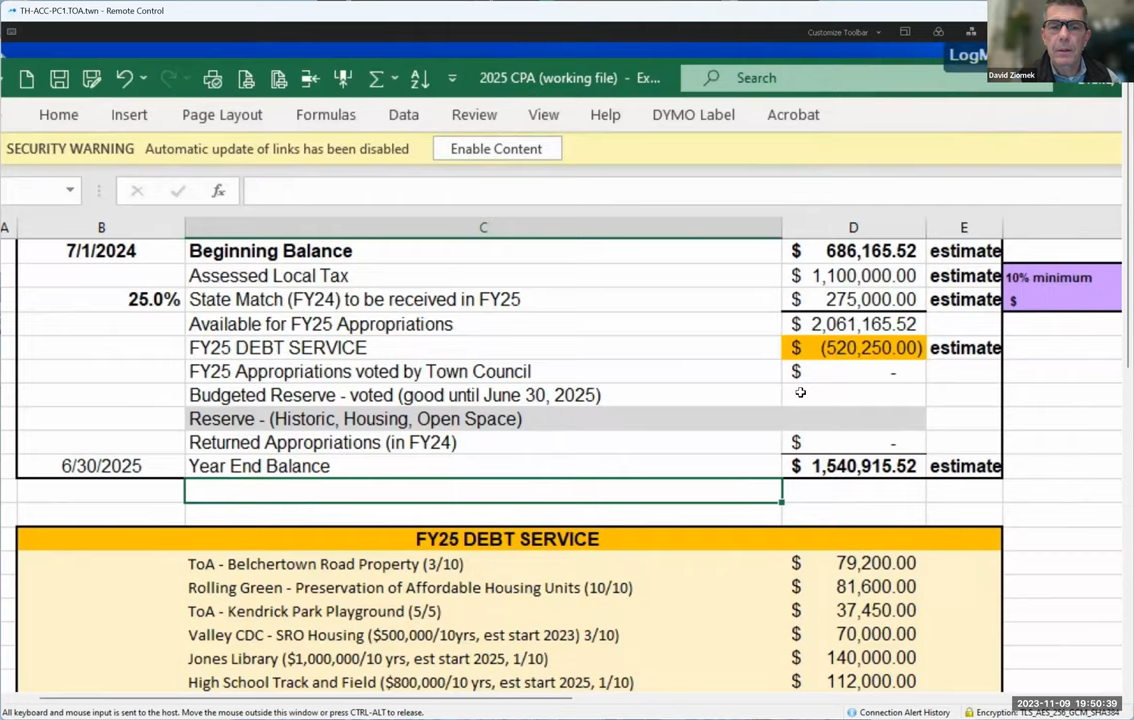 TH-ACC-PC1.TOA.twn - Remote Control
Customize Toolbar
LogM
David Ziomek
2025 CPA (working file) - Ex...
Search
Home Insert Page Layout Formulas Data Review View Help DYMO Label Acrobat
SECURITY WARNING Automatic update of links has been disabled Enable Content
fx
A B C D E
7/1/2024 Beginning Balance $ 686,165.52 estimate
Assessed Local Tax $ 1,100,000.00 estimate 10% minimum
25.0% State Match (FY24) to be received in FY25 $ 275,000.00 estimate $
Available for FY25 Appropriations $ 2,061,165.52
FY25 DEBT SERVICE $ (520,250.00) estimate
FY25 Appropriations voted by Town Council $ -
Budgeted Reserve - voted (good until June 30, 2025)
Reserve - (Historic, Housing, Open Space)
Returned Appropriations (in FY24) $ -
6/30/2025 Year End Balance $ 1,540,915.52 estimate
FY25 DEBT SERVICE
ToA - Belchertown Road Property (3/10) $ 79,200.00
Rolling Green - Preservation of Affordable Housing Units (10/10) $ 81,600.00
ToA - Kendrick Park Playground (5/5) $ 37,450.00
Valley CDC - SRO Housing ($500,000/10yrs, est start 2023) 3/10) $ 70,000.00
Jones Library ($1,000,000/10 yrs, est start 2025, 1/10) $ 140,000.00
High School Track and Field ($800,000/10 yrs, est start 2025, 1/10) $ 112,000.00
2023-11-09 19:50:39
All keyboard and mouse input is sent to the host. Move the mouse outside this window or press CTRL-ALT to release. Connection Alert History Encryption: TLS_AES_256_GCM_SHA384